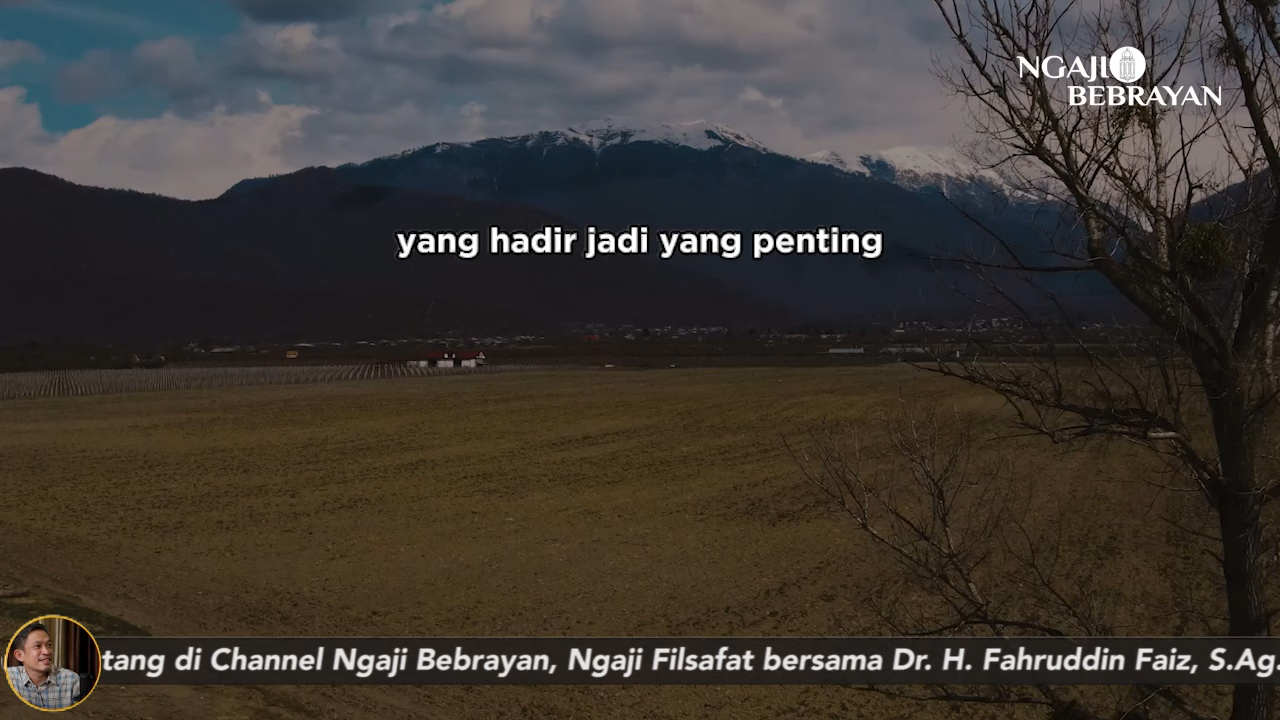 NGAJI
BEBRAYAN
yang hadir jadi yang penting
tang di Channel Ngaji Bebrayan, Ngaji Filsafat bersama Dr. H. Fahruddin Faiz, S.Ag.